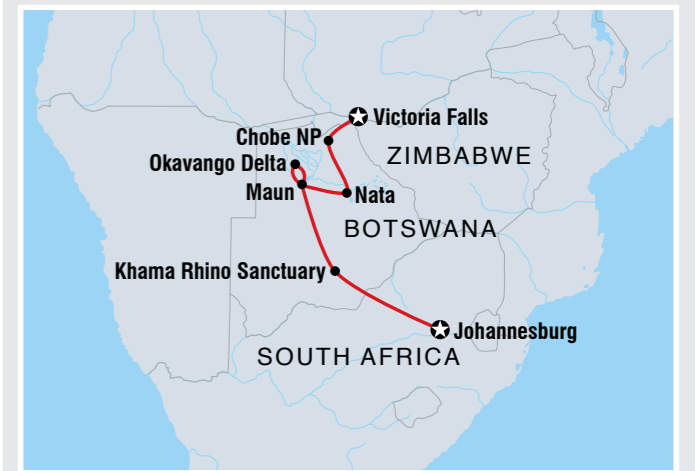 Victoria Falls
Chobe NP
ZIMBABWE
Okavango Delta
Maun
Nata
BOTSWANA
Khama Rhino Sanctuary
Johannesburg
SOUTH AFRICA